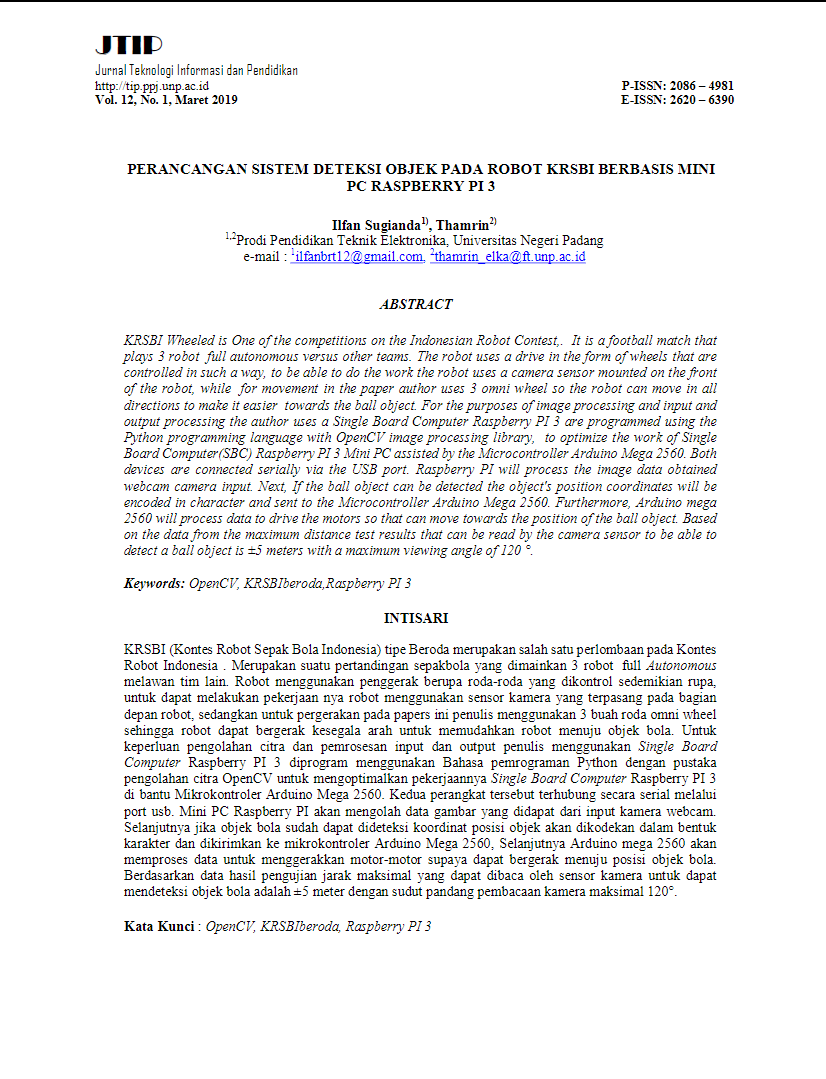 JTIP
Jurnal Teknologi Informasi dan Pendidikan
http://tip.ppj.unp.ac.id
Vol. 12, No. 1, Maret 2019
P-ISSN: 2086 – 4981
E-ISSN: 2620 – 6390
PERANCANGAN SISTEM DETEKSI OBJEK PADA ROBOT KRSBI BERBASIS MINI
PC RASPBERRY PI 3
Ilfan Sugianda1), Thamrin2)
1,2Prodi Pendidikan Teknik Elektronika, Universitas Negeri Padang
e-mail : 1ilfanbrt12@gmail.com, 2thamrin_elka@ft.unp.ac.id
ABSTRACT
KRSBI Wheeled is One of the competitions on the Indonesian Robot Contest,. It is a football match that
plays 3 robot full autonomous versus other teams. The robot uses a drive in the form of wheels that are
controlled in such a way, to be able to do the work the robot uses a camera sensor mounted on the front
of the robot, while for movement in the paper author uses 3 omni wheel so the robot can move in all
directions to make it easier towards the ball object. For the purposes of image processing and input and
output processing the author uses a Single Board Computer Raspberry PI 3 are programmed using the
Python programming language with OpenCV image processing library, to optimize the work of Single
Board Computer(SBC) Raspberry PI 3 Mini PC assisted by the Microcontroller Arduino Mega 2560. Both
devices are connected serially via the USB port. Raspberry PI will process the image data obtained
webcam camera input. Next, If the ball object can be detected the object's position coordinates will be
encoded in character and sent to the Microcontroller Arduino Mega 2560. Furthermore, Arduino mega
2560 will process data to drive the motors so that can move towards the position of the ball object. Based
on the data from the maximum distance test results that can be read by the camera sensor to be able to
detect a ball object is ±5 meters with a maximum viewing angle of 120 °.
Keywords: OpenCV, KRSBIberoda,Raspberry PI 3
INTISARI
KRSBI (Kontes Robot Sepak Bola Indonesia) tipe Beroda merupakan salah satu perlombaan pada Kontes
Robot Indonesia . Merupakan suatu pertandingan sepakbola yang dimainkan 3 robot full Autonomous
melawan tim lain. Robot menggunakan penggerak berupa roda-roda yang dikontrol sedemikian rupa,
untuk dapat melakukan pekerjaan nya robot menggunakan sensor kamera yang terpasang pada bagian
depan robot, sedangkan untuk pergerakan pada papers ini penulis menggunakan 3 buah roda omni wheel
sehingga robot dapat bergerak kesegala arah untuk memudahkan robot menuju objek bola. Untuk
keperluan pengolahan citra dan pemrosesan input dan output penulis menggunakan Single Board
Computer Raspberry PI 3 diprogram menggunakan Bahasa pemrograman Python dengan pustaka
pengolahan citra OpenCV untuk mengoptimalkan pekerjaannya Single Board Computer Raspberry PI 3
di bantu Mikrokontroler Arduino Mega 2560. Kedua perangkat tersebut terhubung secara serial melalui
port usb. Mini PC Raspberry PI akan mengolah data gambar yang didapat dari input kamera webcam.
Selanjutnya jika objek bola sudah dapat dideteksi koordinat posisi objek akan dikodekan dalam bentuk
karakter dan dikirimkan ke mikrokontroler Arduino Mega 2560, Selanjutnya Arduino mega 2560 akan
memproses data untuk menggerakkan motor-motor supaya dapat bergerak menuju posisi objek bola.
Berdasarkan data hasil pengujian jarak maksimal yang dapat dibaca oleh sensor kamera untuk dapat
mendeteksi objek bola adalah ±5 meter dengan sudut pandang pembacaan kamera maksimal 120°.
Kata Kunci : OpenCV, KRSBIberoda, Raspberry PI 3